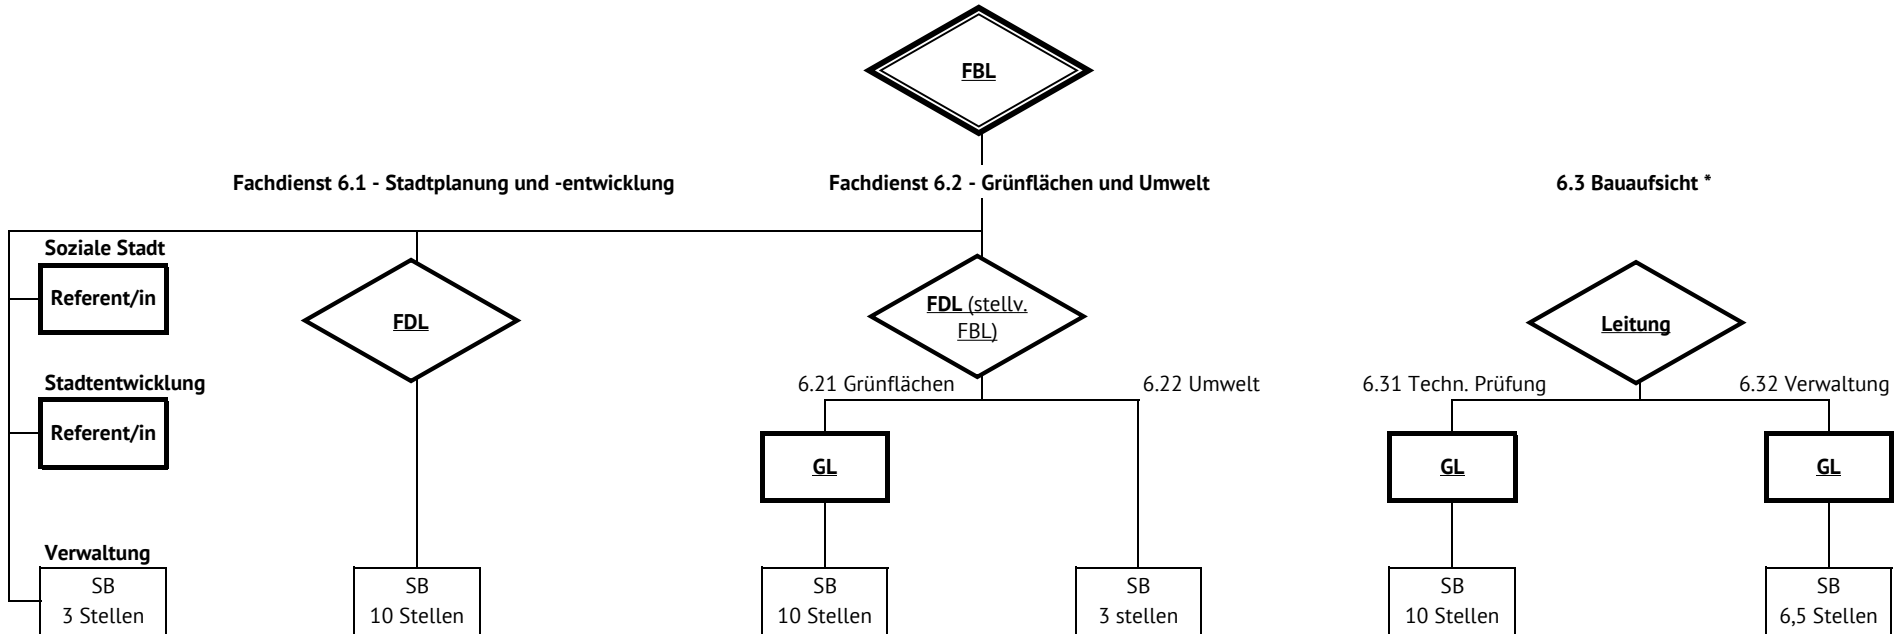 FBL
Fachdienst 6.1 - Stadtplanung und -entwicklung
Fachdienst 6.2 - Grünflächen und Umwelt
6.3 Bauaufsicht *
Soziale Stadt
Referent/in
FDL
FDL (stellv.
FBL)
Leitung
Stadtentwicklung
Referent/in
6.21 Grünflächen
6.22 Umwelt
6.31 Techn. Prüfung
6.32 Verwaltung
GL
GL
GL
Verwaltung
SB
3 Stellen
SB
10 Stellen
SB
10 Stellen
SB
3 stellen
SB
10 Stellen
SB
6,5 Stellen